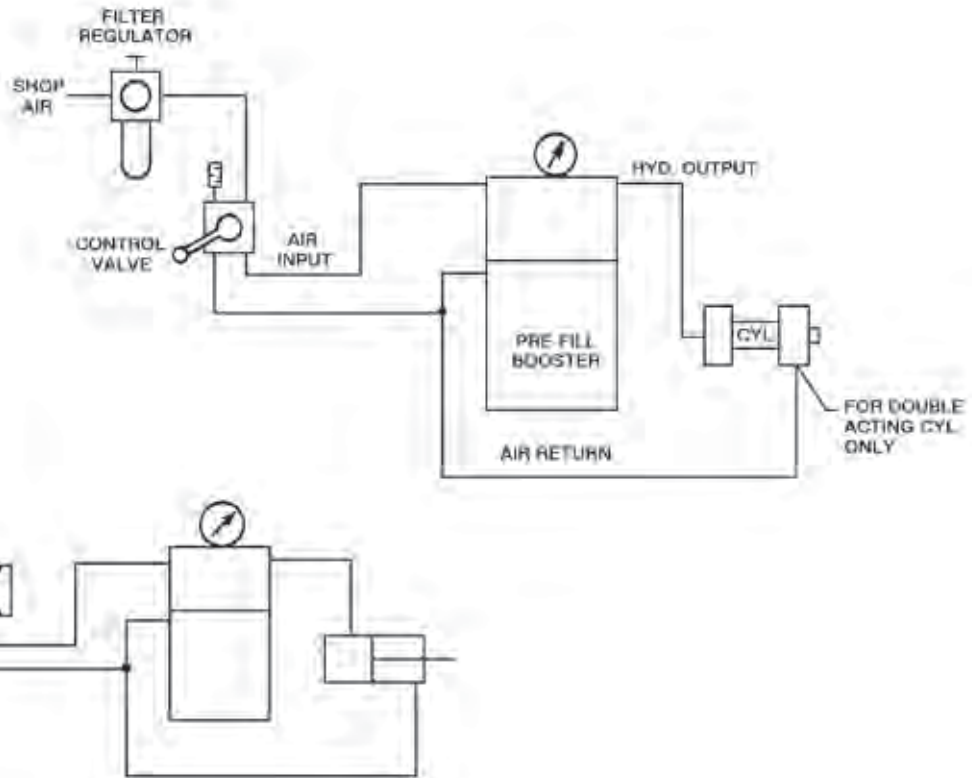 FILTER
REGULATOR
SHOP
AIR
HYD. OUTPUT
CONTROL
VALVE
AIR
INPUT
PRE-FILL
BOOSTER
CYL
FOR DOUBLE
ACTING CYL.
ONLY
AIR RETURN